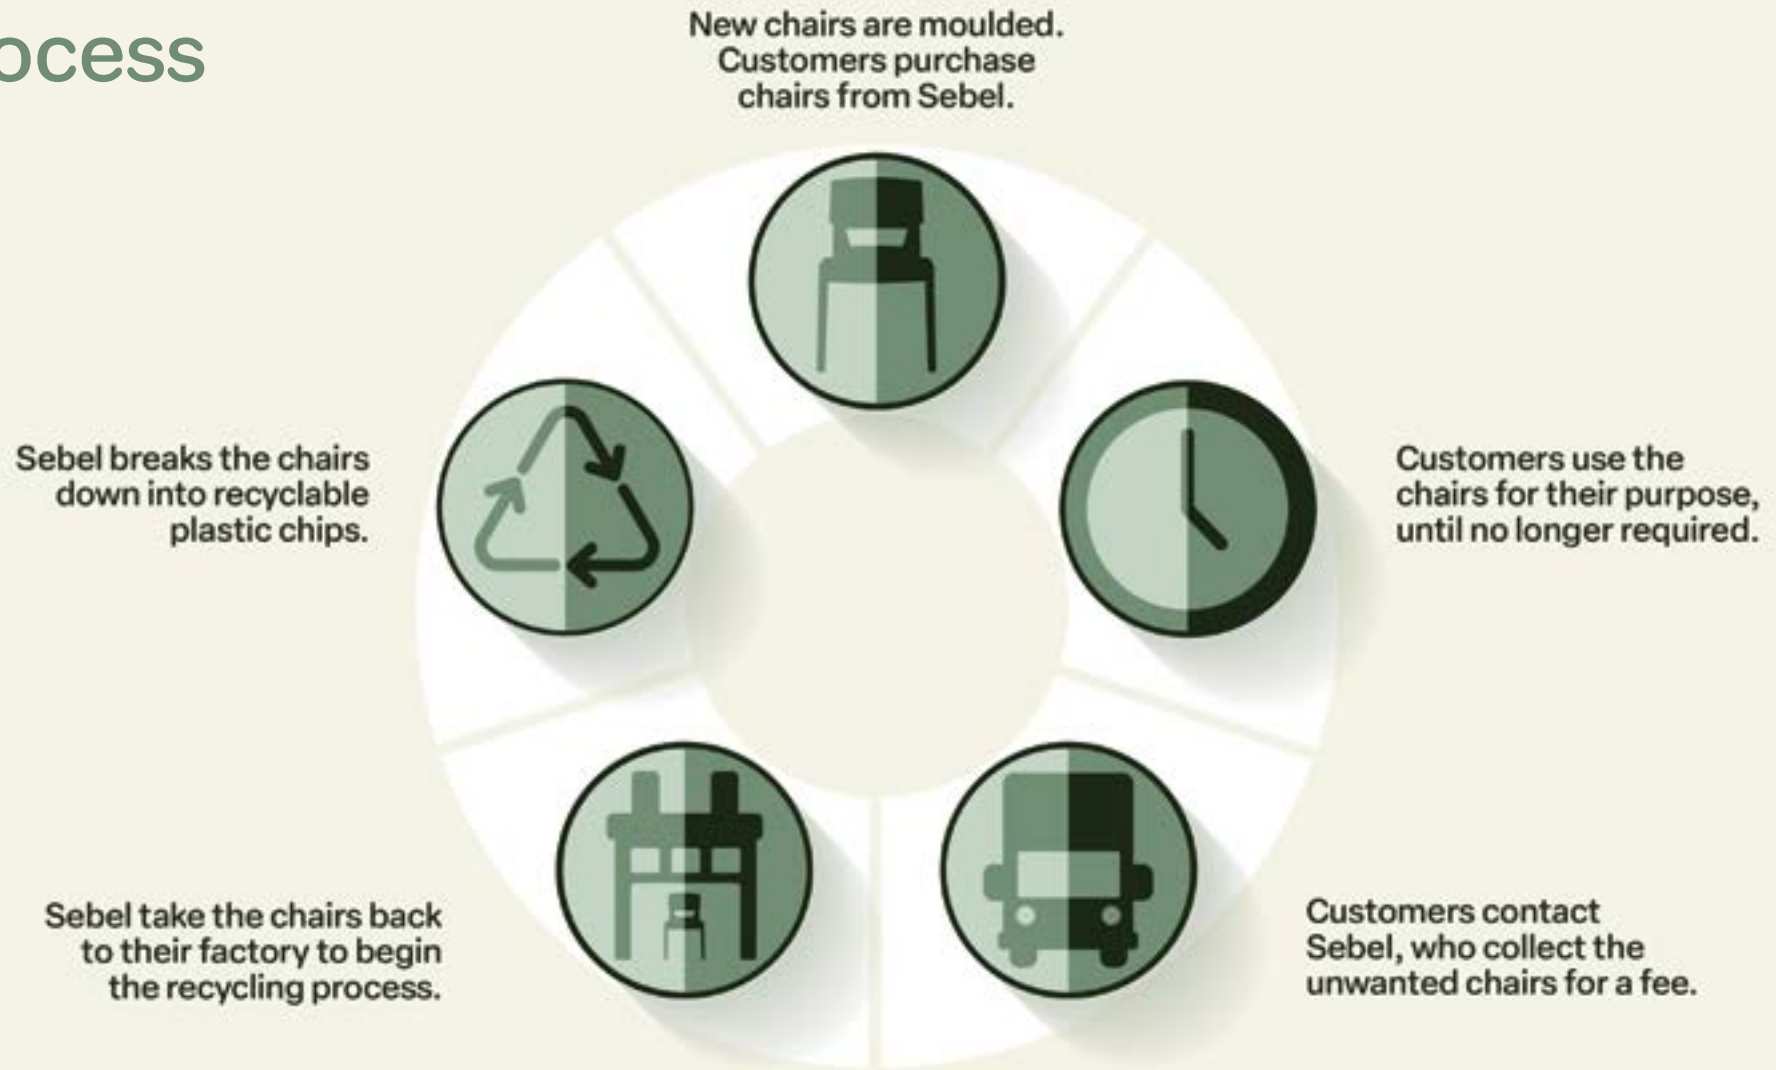 ocess
New chairs are moulded.
Customers purchase
chairs from Sebel.
Customers use the
chairs for their purpose,
until no longer required.
Customers contact
Sebel, who collect the
unwanted chairs for a fee.
Sebel take the chairs back
to their factory to begin
the recycling process.
Sebel breaks the chairs
down into recyclable
plastic chips.